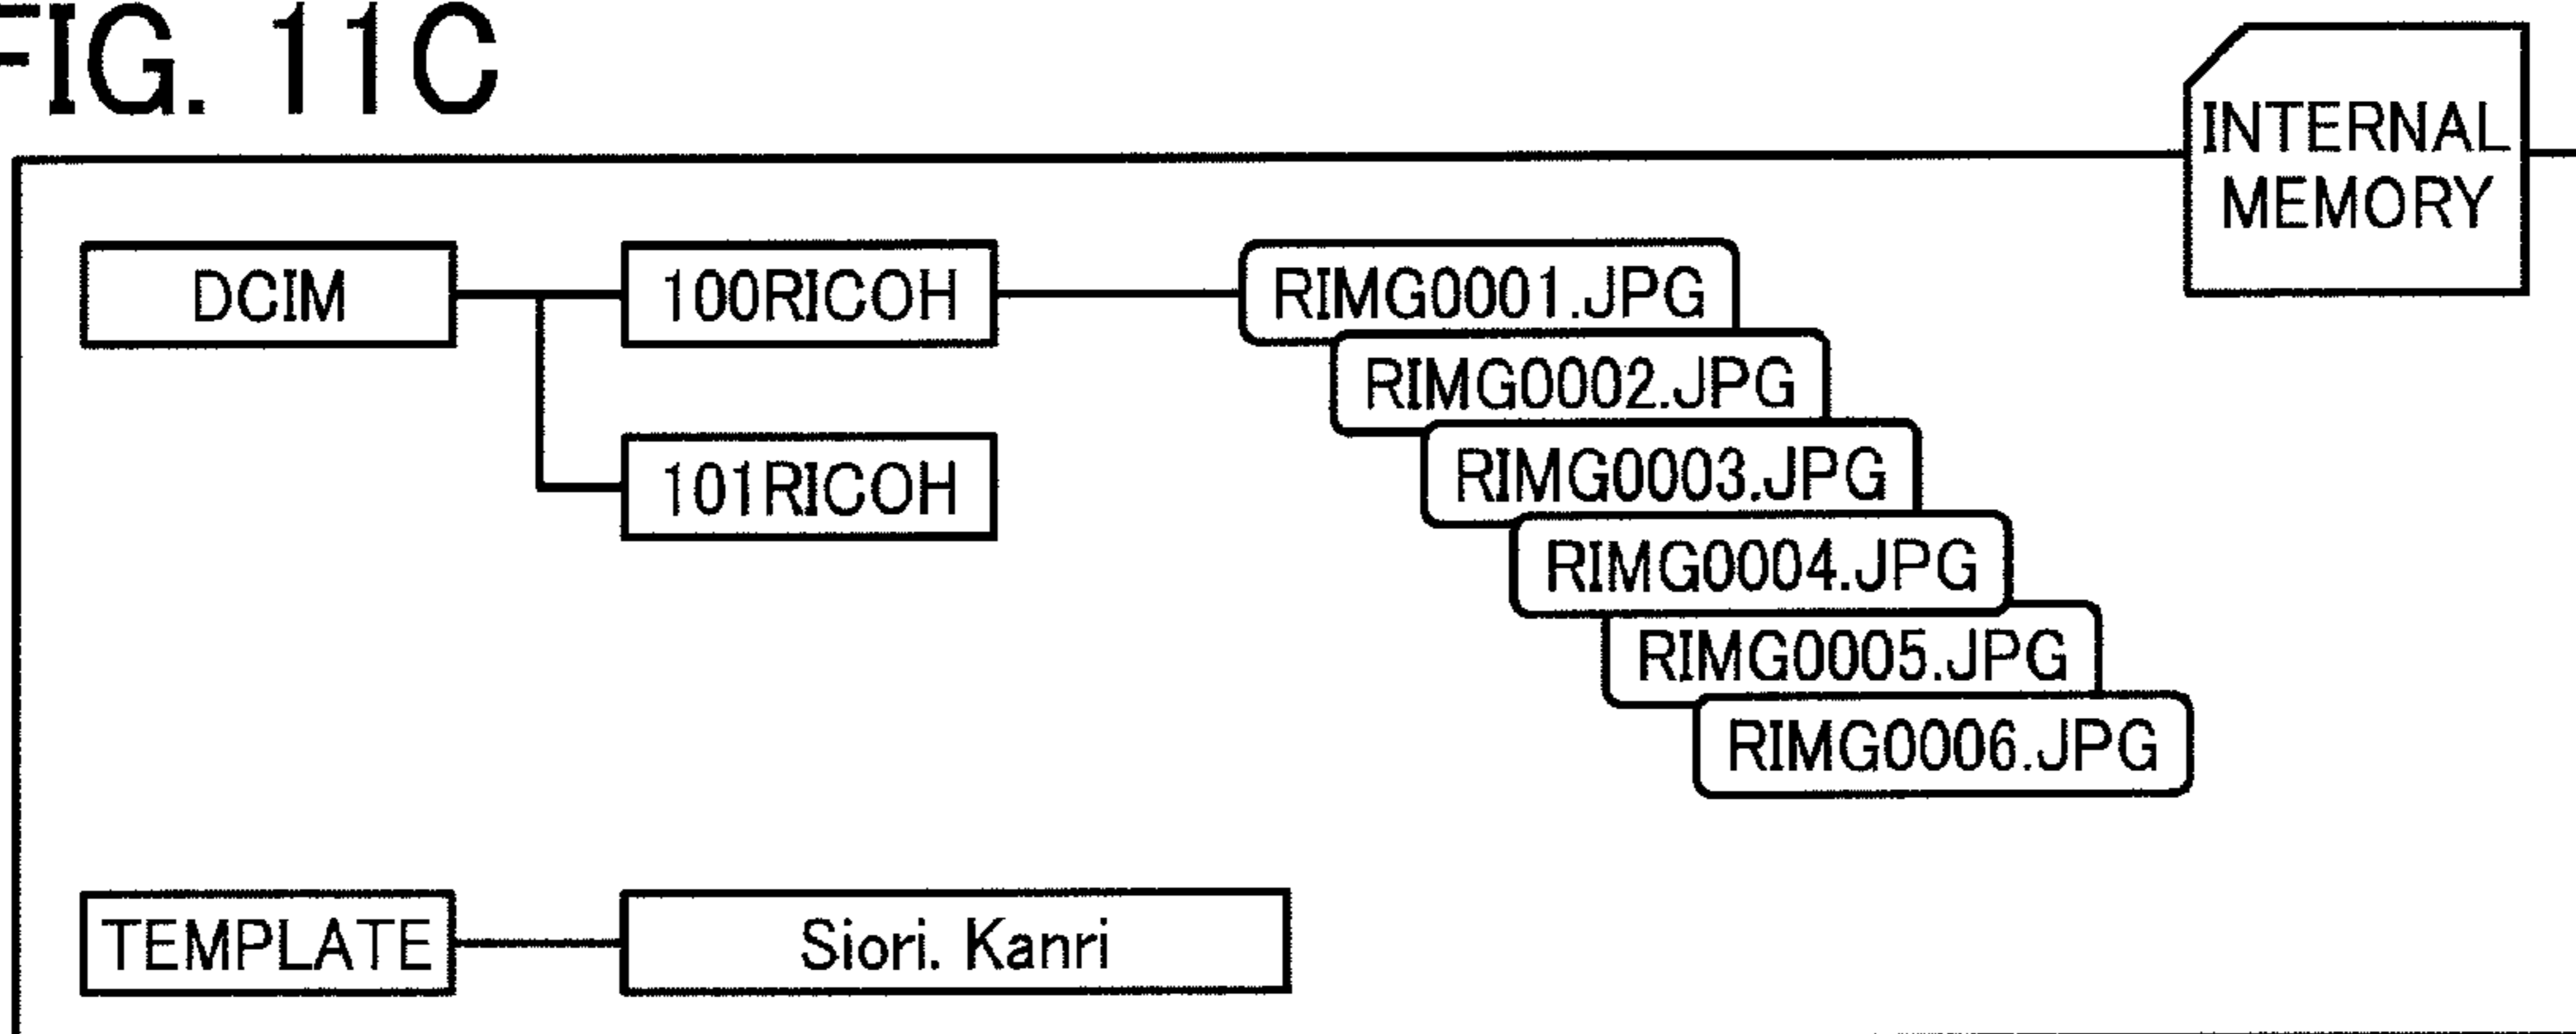 FIG. 11C
INTERNAL
MEMORY
DCIM
100RICOH
RIMG0001.JPG
RIMG0002.JPG
RIMG0003.JPG
101RICOH
RIMG0004.JPG
RIMG0005.JPG
RIMG0006.JPG
TEMPLATE
Siori. Kanri